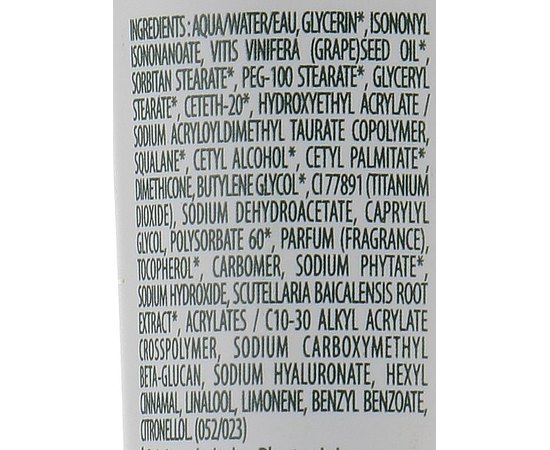 INGREDIENTS : AQUA/WATER/EAU, GLYCERIN*, ISONONYL
ISONONANOATE, VITIS VINIFERA (GRAPE)SEED OIL*,
SORBITAN STEARATE*, PEG-100 STEARATE*, GLYCERYL
STEARATE*, CETETH-20*, HYDROXYETHYL ACRYLATE /
SODIUM ACRYLOYLDIMETHYL TAURATE COPOLYMER,
SQUALANE*, CETYL ALCOHOL*, CETYL PALMITATE*,
DIMETHICONE, BUTYLENE GLYCOL*, CI 77891 (TITANIUM
DIOXIDE), SODIUM DEHYDROACETATE, CAPRYLYL
GLYCOL, POLYSORBATE 60*, PARFUM (FRAGRANCE),
TOCOPHEROL*, CARBOMER, SODIUM PHYTATE*,
SODIUM HYDROXIDE, SCUTELLARIA BAICALENSIS ROOT
EXTRACT*, ACRYLATES / C10-30 ALKYL ACRYLATE
CROSSPOLYMER, SODIUM CARBOXYMETHYL
BETA-GLUCAN, SODIUM HYALURONATE, HEXYL
CINNAMAL, LINALOOL, LIMONENE, BENZYL BENZOATE,
CITRONELLOL. (052/023)